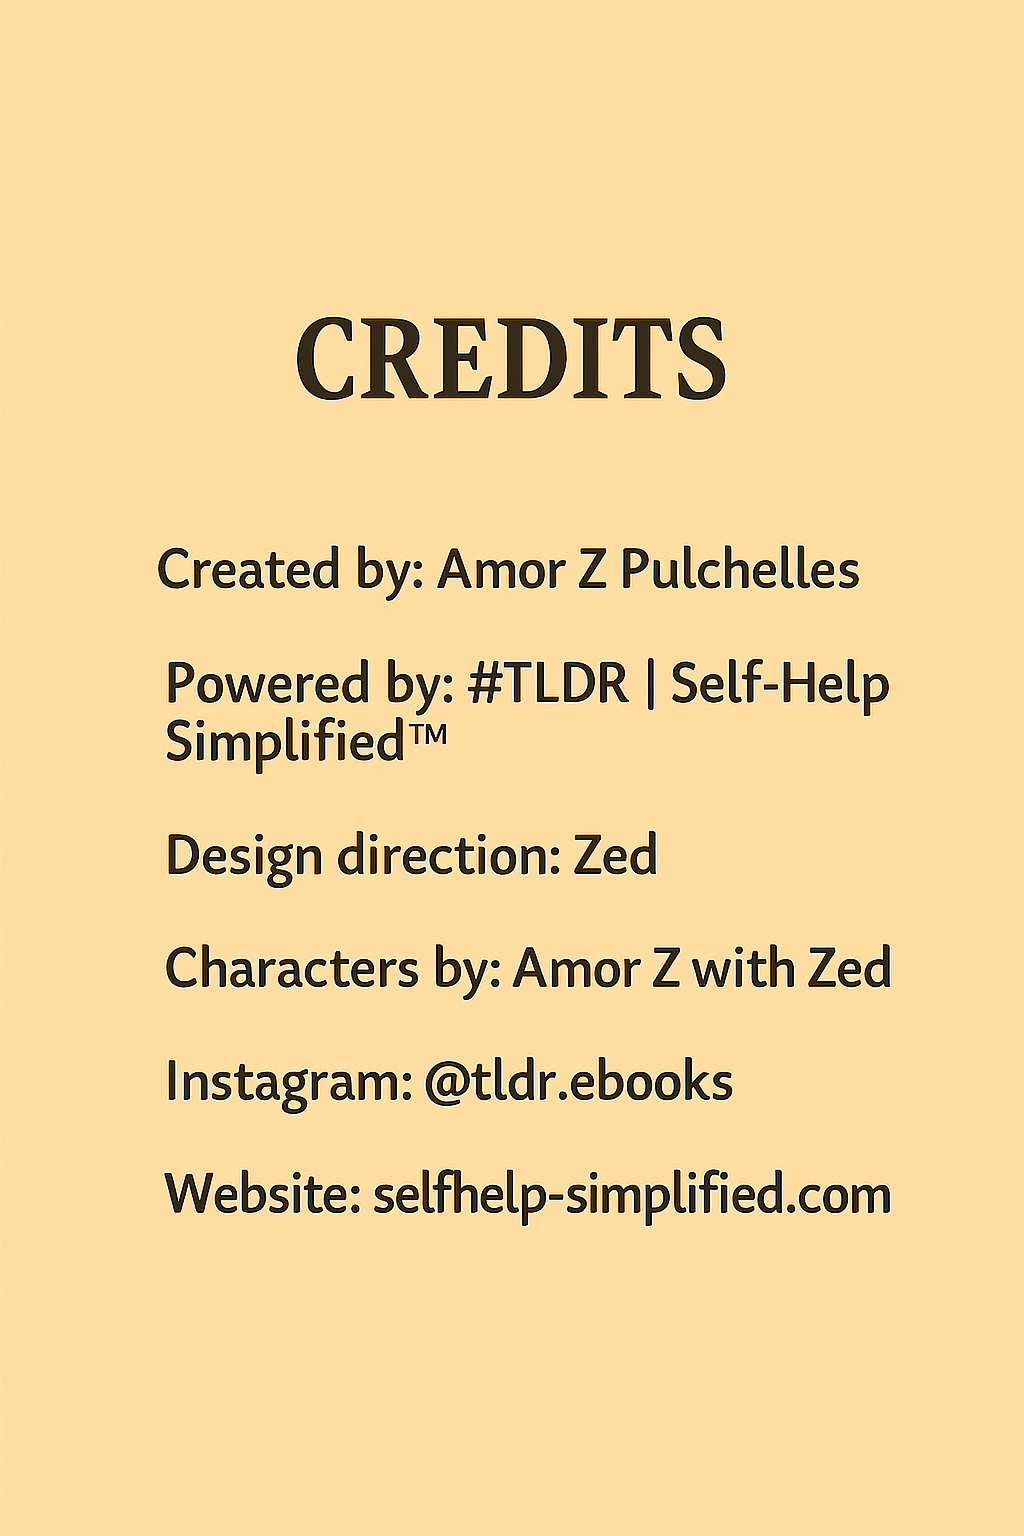 CREDITS
Created by: Amor Z Pulchelles
Powered by: #TLDR | Self-Help
Simplified™
Design direction: Zed
Characters by: Amor Z with Zed
Instagram: @tldr.ebooks
Website: selfhelp-simplified.com